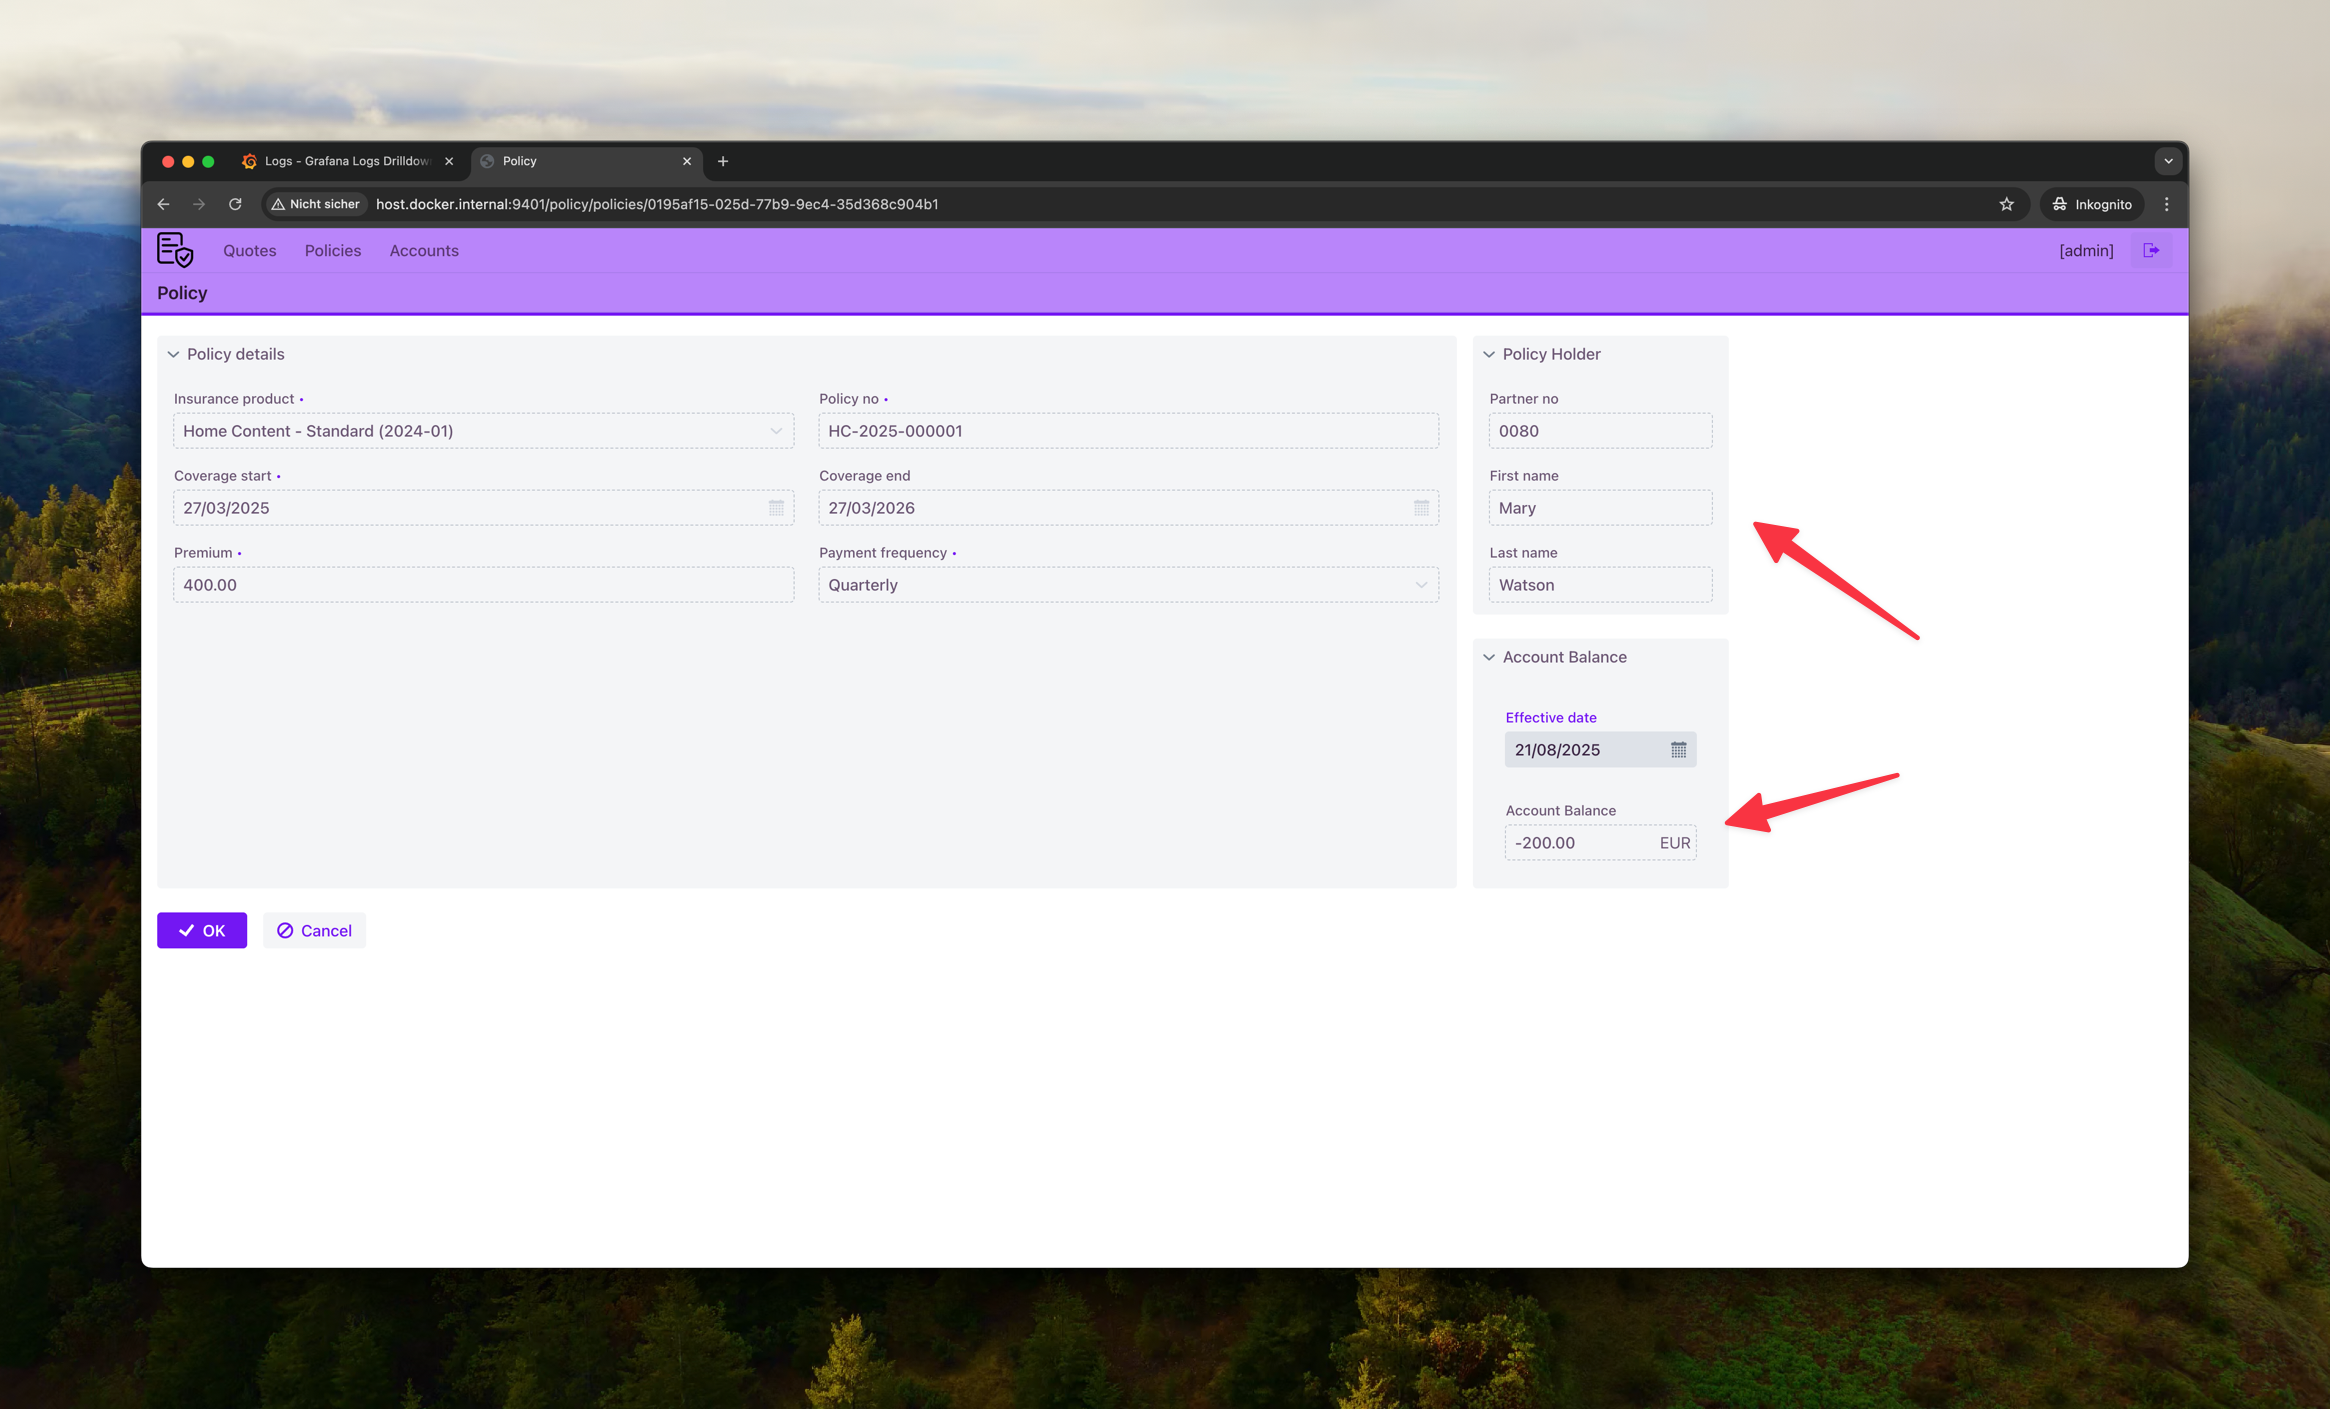 Logs - Grafana Logs Drilldow
Policy
Nicht sicher
host.docker.internal:9401/policy/policies/0195af15-025d-77b9-9ec4-35d368c904b1
Inkognito
Quotes
Policies
Accounts
[admin]
Policy
Policy details
Insurance product •
Home Content - Standard (2024-01)
Policy no •
HC-2025-000001
Coverage start •
27/03/2025
Coverage end
27/03/2026
Premium •
400.00
Payment frequency •
Quarterly
Policy Holder
Partner no
0080
First name
Mary
Last name
Watson
Account Balance
Effective date
21/08/2025
Account Balance
-200.00 EUR
OK
Cancel